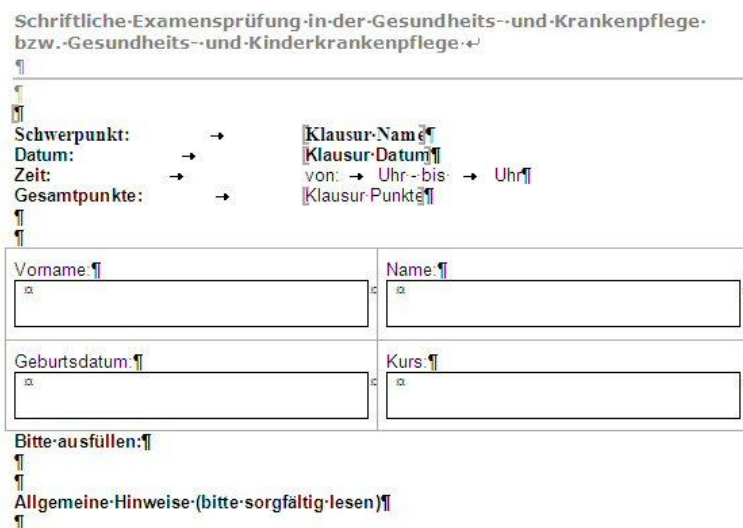 Schriftliche Examensprüfung in der Gesundheits- und Krankenpflege
bzw. Gesundheits- und Kinderkrankenpflege
Schwerpunkt: Klausur Name
Datum: Klausur Datum
Zeit: von: Uhr - bis Uhr
Gesamtpunkte: Klausur Punkte
Vorname: Name:
Geburtsdatum: Kurs:
Bitte ausfüllen:
Allgemeine Hinweise (bitte sorgfältig lesen)